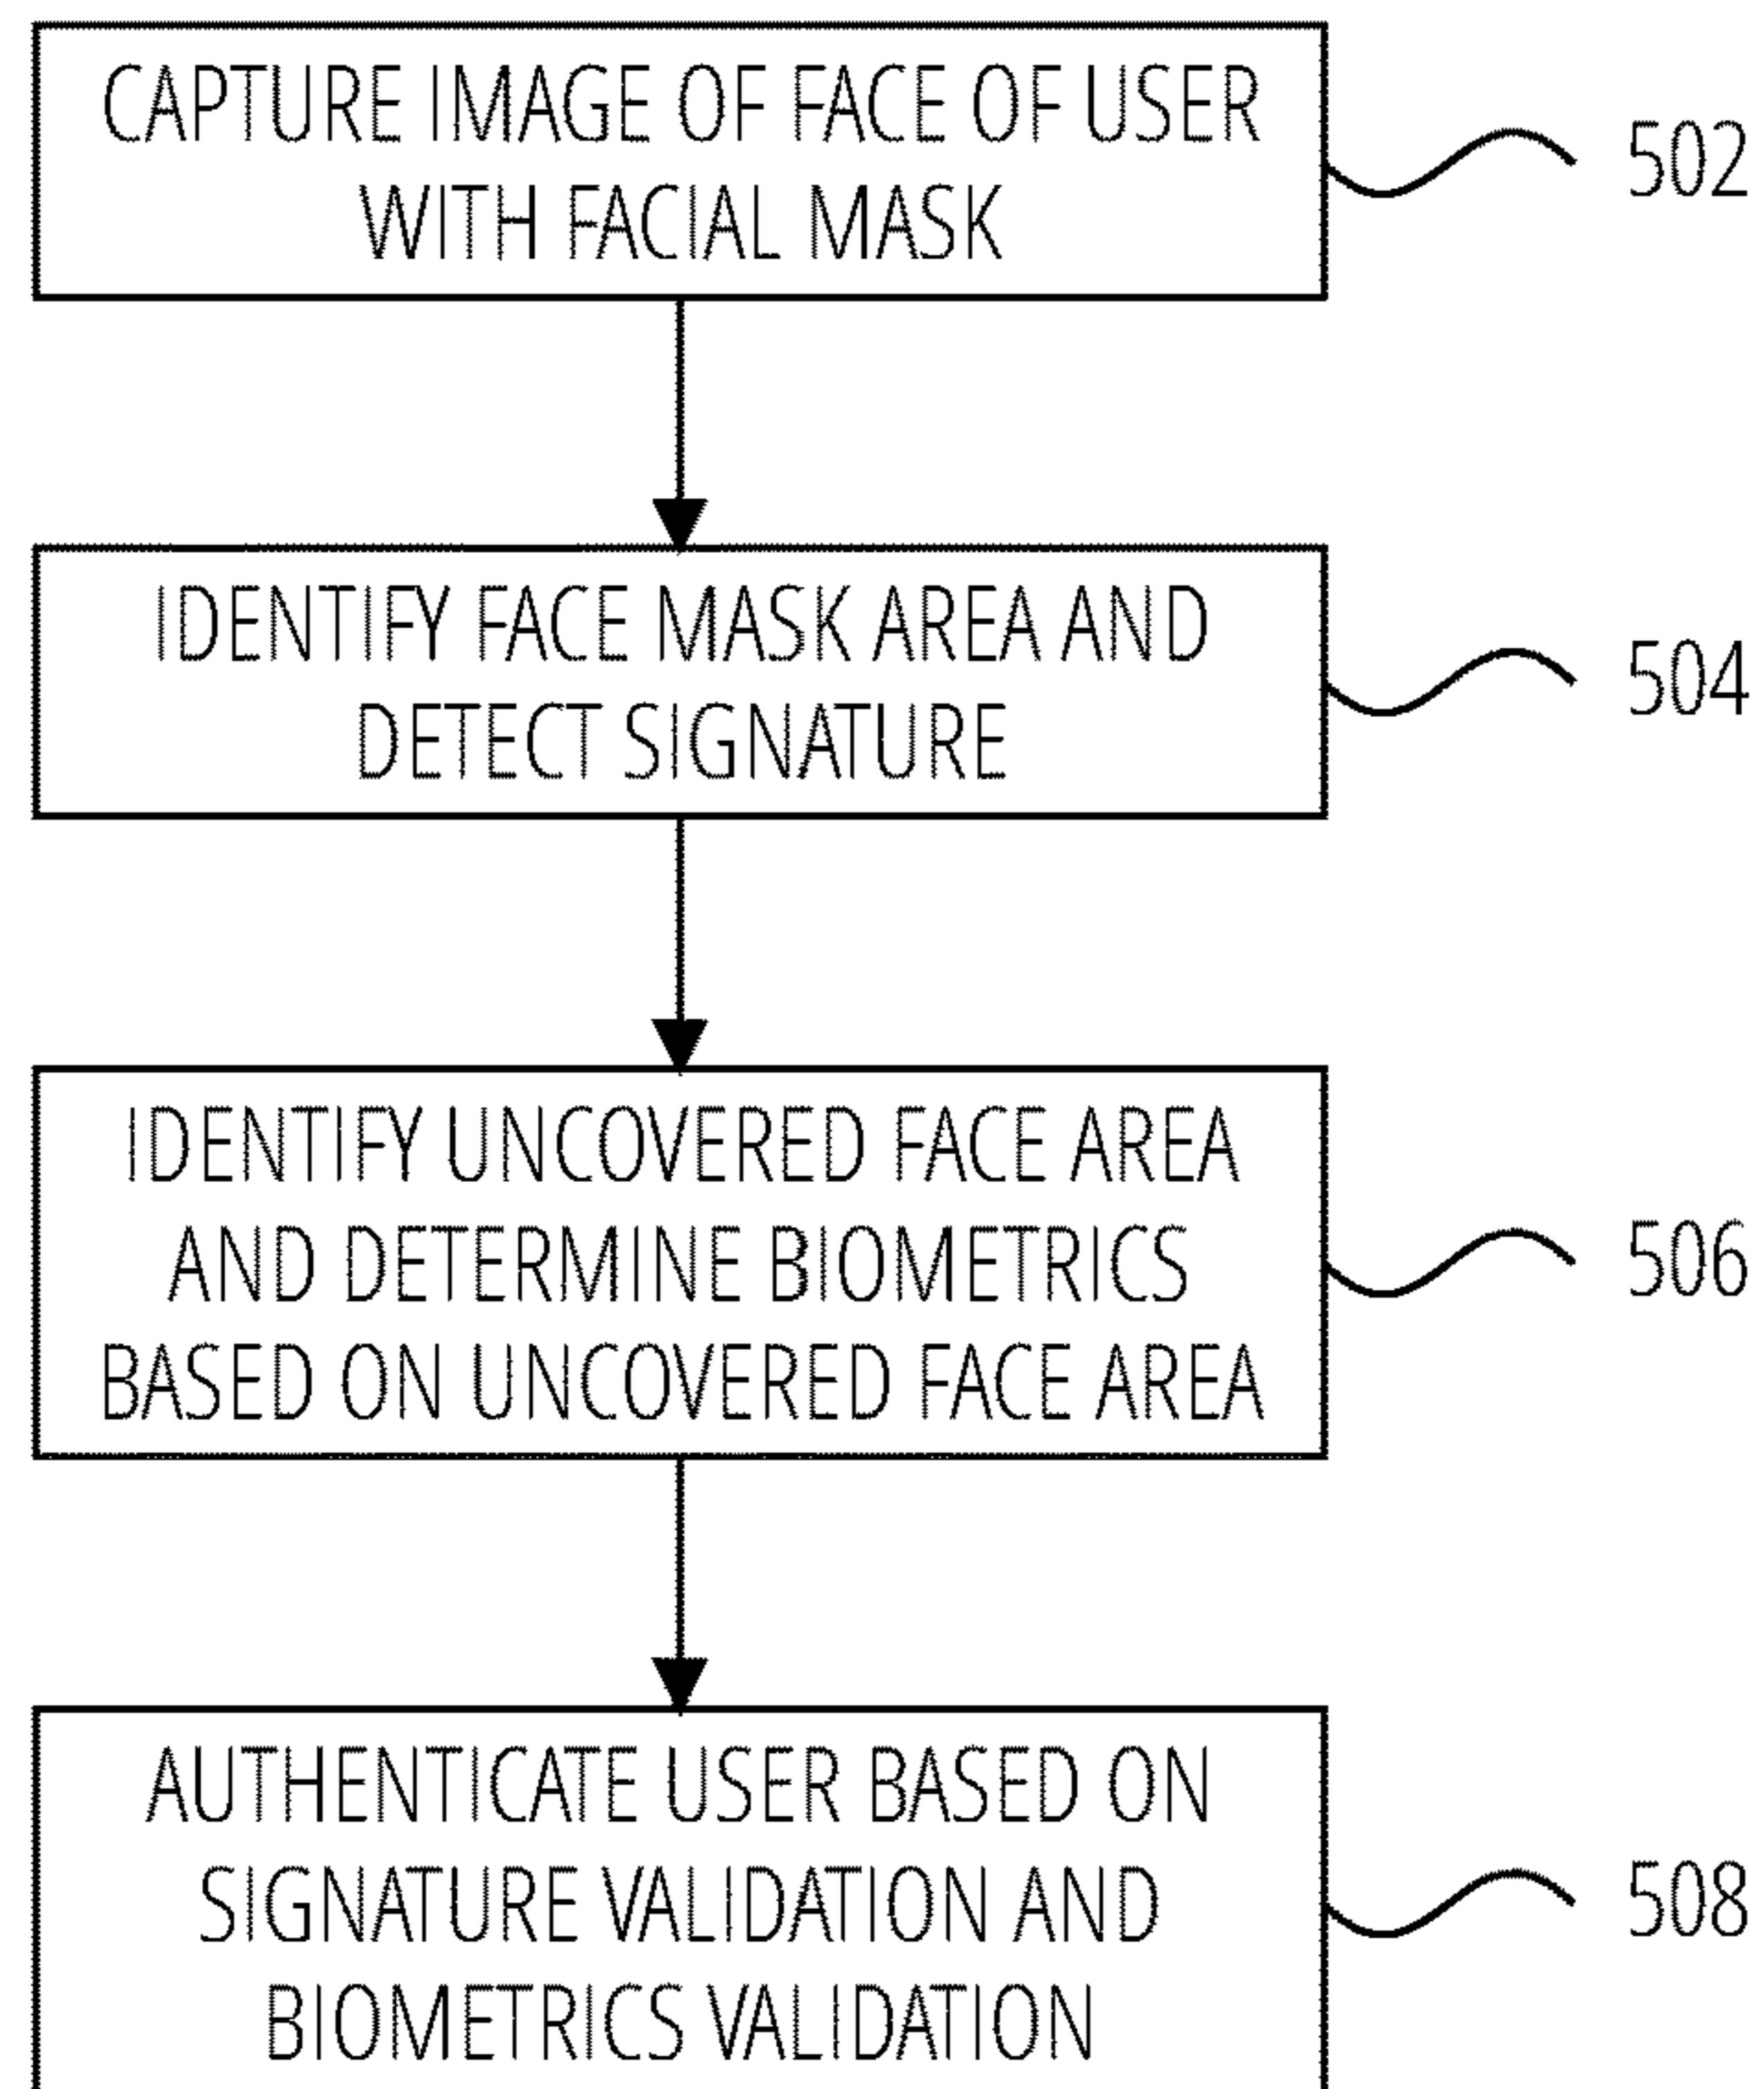 CAPTURE IMAGE OF FACE OF USER
WITH FACIAL MASK
502
IDENTIFY FACE MASK AREA AND
DETECT SIGNATURE
504
IDENTIFY UNCOVERED FACE AREA
AND DETERMINE BIOMETRICS
BASED ON UNCOVERED FACE AREA
506
AUTHENTICATE USER BASED ON
SIGNATURE VALIDATION AND
BIOMETRICS VALIDATION
508